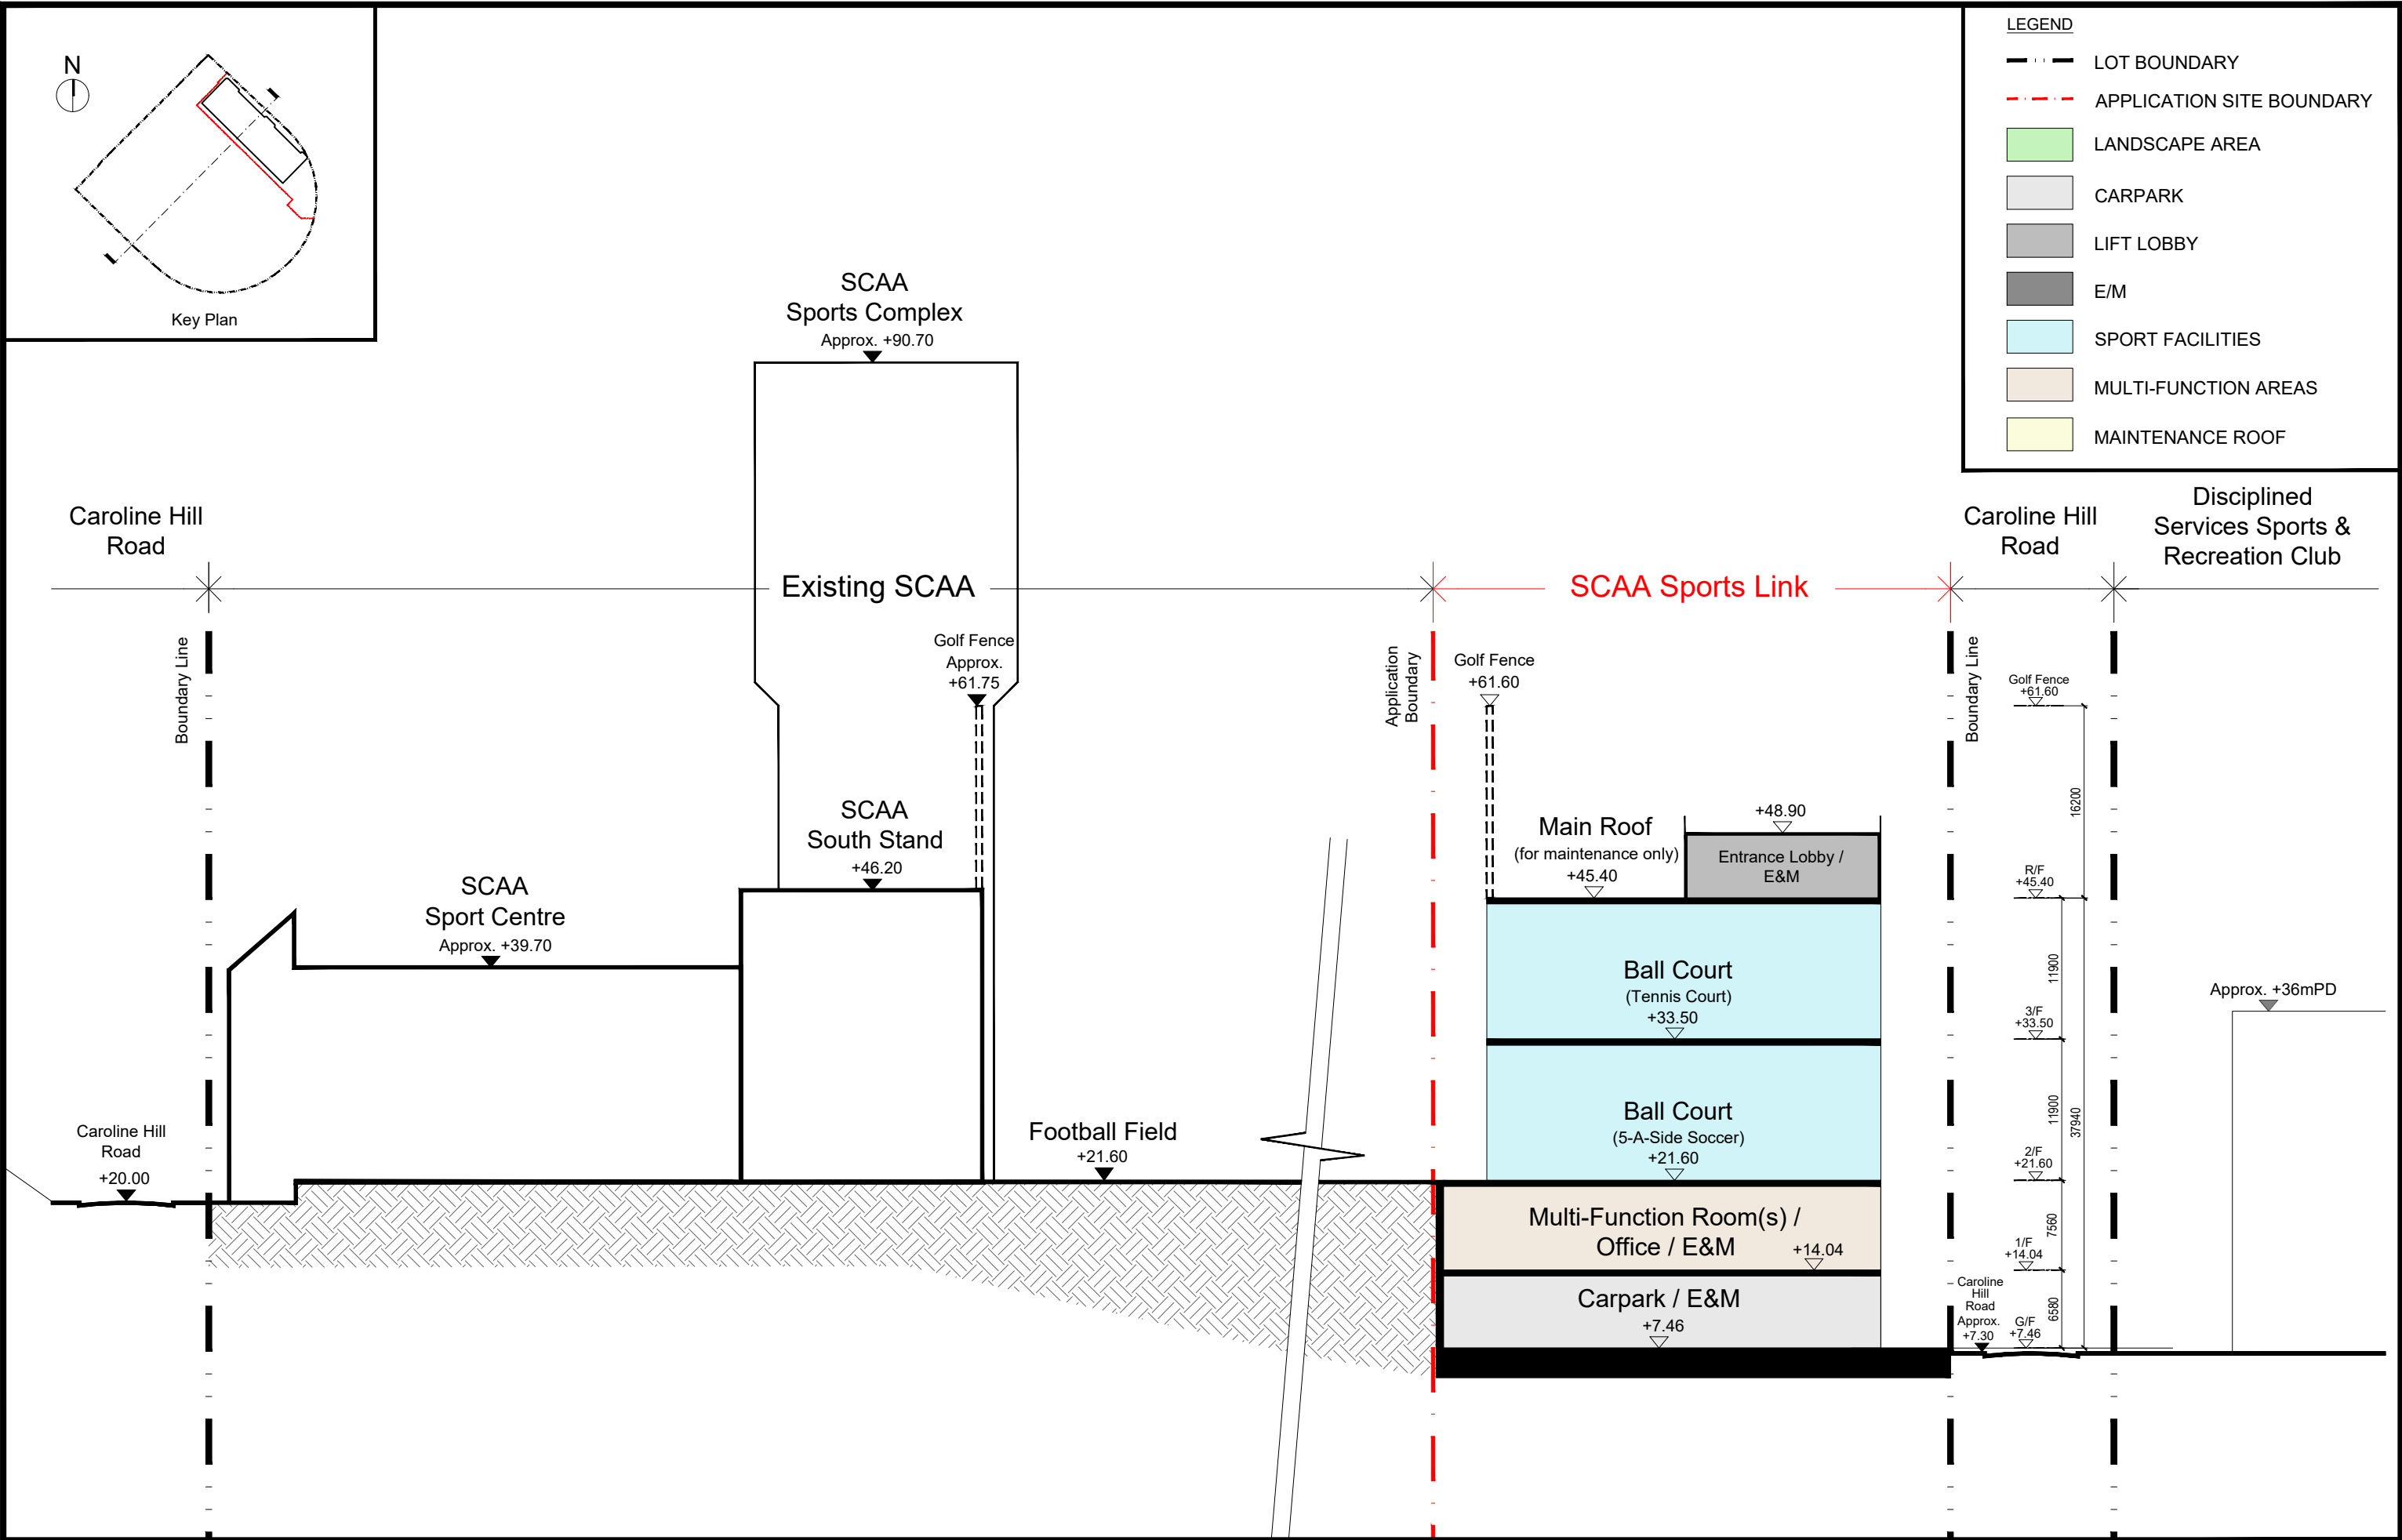 N
Key Plan
LEGEND
LOT BOUNDARY
APPLICATION SITE BOUNDARY
LANDSCAPE AREA
CARPARK
LIFT LOBBY
E/M
SPORT FACILITIES
MULTI-FUNCTION AREAS
MAINTENANCE ROOF
SCAA
Sports Complex
Approx. +90.70
Caroline Hill
Road
Existing SCAA
SCAA Sports Link
Caroline Hill
Road
Disciplined
Services Sports &
Recreation Club
Boundary Line
Golf Fence
Approx.
+61.75
Application
Boundary
Golf Fence
+61.60
Boundary Line
Golf Fence
+61.60
16200
SCAA
South Stand
+46.20
SCAA
Sport Centre
Approx. +39.70
Main Roof
(for maintenance only)
+45.40
+48.90
Entrance Lobby /
E&M
R/F
+45.40
11900
Ball Court
(Tennis Court)
+33.50
3/F
+33.50
Approx. +36mPD
11900
37940
Ball Court
(5-A-Side Soccer)
+21.60
2/F
+21.60
Caroline Hill
Road
+20.00
Football Field
+21.60
Multi-Function Room(s) /
Office / E&M
+14.04
7560
1/F
+14.04
Carpark / E&M
+7.46
6580
Caroline
Hill
Road
Approx.
+7.30
G/F
+7.46